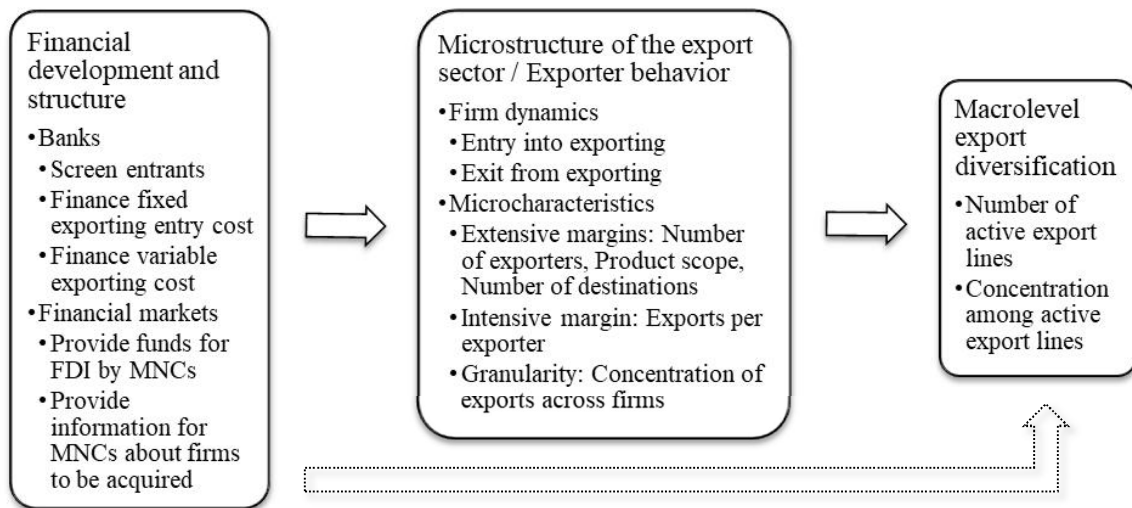 Financial
development and
structure
•Banks
•Screen entrants
•Finance fixed
exporting entry cost
•Finance variable
exporting cost
•Financial markets
•Provide funds for
FDI by MNCs
•Provide
information for
MNCs about firms
to be acquired
Microstructure of the export
sector / Exporter behavior
•Firm dynamics
•Entry into exporting
•Exit from exporting
•Microcharacteristics
•Extensive margins: Number
of exporters, Product scope,
Number of destinations
•Intensive margin: Exports per
exporter
•Granularity: Concentration of
exports across firms
Macrolevel
export
diversification
•Number of
active export
lines
•Concentration
among active
export lines